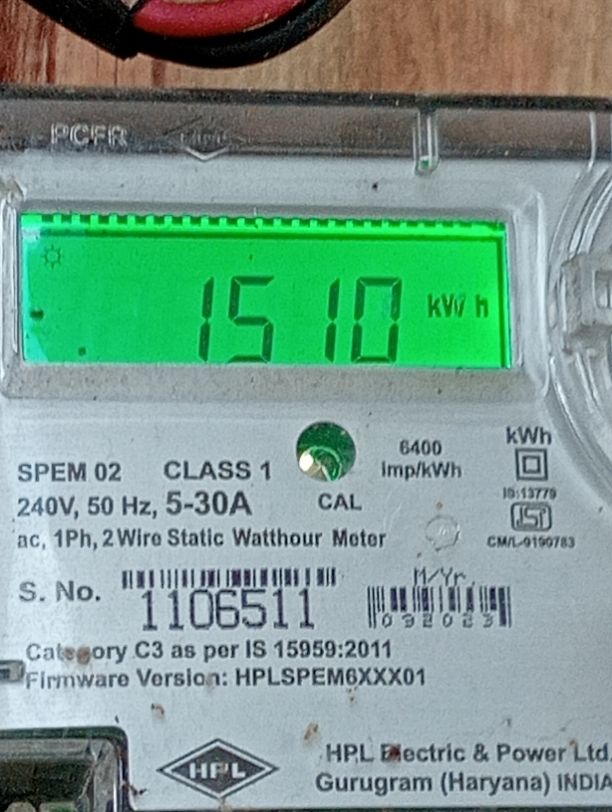 PCFR
1510 kWh
6400
imp/kWh
kWh
SPEM 02 CLASS 1
240V, 50 Hz, 5-30A
CAL
IS:13779
ISI
CM/L-9190783
ac, 1Ph, 2 Wire Static Watthour Meter
M/Yr.
S. No. 1106511
092023
Category C3 as per IS 15959:2011
Firmware Version: HPLSPEM6XXX01
HPL
HPL Electric & Power Ltd.
Gurugram (Haryana) INDIA